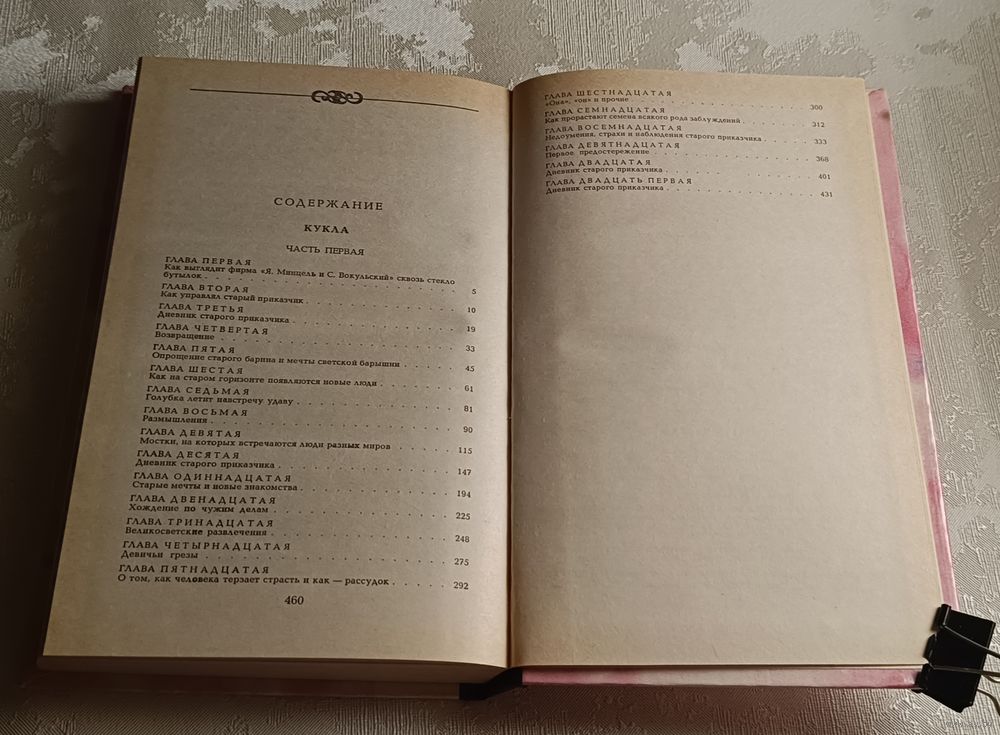 СОДЕРЖАНИЕ
КУКЛА
ЧАСТЬ ПЕРВАЯ
ГЛАВА ПЕРВАЯ
Как выглядит фирма «Я. Минцель и С. Вокульский» сквозь стекло
бутылок . . . . . . . . . . . . . . . . 5
ГЛАВА ВТОРАЯ
Как управлял старый приказчик . . . . . . . . . . 10
ГЛАВА ТРЕТЬЯ
Дневник старого приказчика . . . . . . . . . . 19
ГЛАВА ЧЕТВЕРТАЯ
Возвращение . . . . . . . . . . . . . . 33
ГЛАВА ПЯТАЯ
Опрощение старого барина и мечты светской барышни . . . . 45
ГЛАВА ШЕСТАЯ
Как на старом горизонте появляются новые люди . . . . . 61
ГЛАВА СЕДЬМАЯ
Голубка летит навстречу удаву . . . . . . . . . . 81
ГЛАВА ВОСЬМАЯ
Размышления . . . . . . . . . . . . . . 90
ГЛАВА ДЕВЯТАЯ
Мостки, на которых встречаются люди разных миров . . . . 115
ГЛАВА ДЕСЯТАЯ
Дневник старого приказчика . . . . . . . . . . 147
ГЛАВА ОДИННАДЦАТАЯ
Старые мечты и новые знакомства . . . . . . . . . 194
ГЛАВА ДВЕНАДЦАТАЯ
Хождение по чужим делам . . . . . . . . . . . 225
ГЛАВА ТРИНАДЦАТАЯ
Великосветские развлечения . . . . . . . . . . 248
ГЛАВА ЧЕТЫРНАДЦАТАЯ
Девичьи грезы . . . . . . . . . . . . . . 275
ГЛАВА ПЯТНАДЦАТАЯ
О том, как человека терзает страсть и как — рассудок . . . . 292
460
ГЛАВА ШЕСТНАДЦАТАЯ
«Она», «он» и прочие . . . . . . . . . . . . 300
ГЛАВА СЕМНАДЦАТАЯ
Как прорастают семена всякого рода заблуждений . . . . . 312
ГЛАВА ВОСЕМНАДЦАТАЯ
Недоумения, страхи и наблюдения старого приказчика . . . . 333
ГЛАВА ДЕВЯТНАДЦАТАЯ
Первое предостережение . . . . . . . . . . . 368
ГЛАВА ДВАДЦАТАЯ
Дневник старого приказчика . . . . . . . . . . 401
ГЛАВА ДВАДЦАТЬ ПЕРВАЯ
Дневник старого приказчика . . . . . . . . . . 431